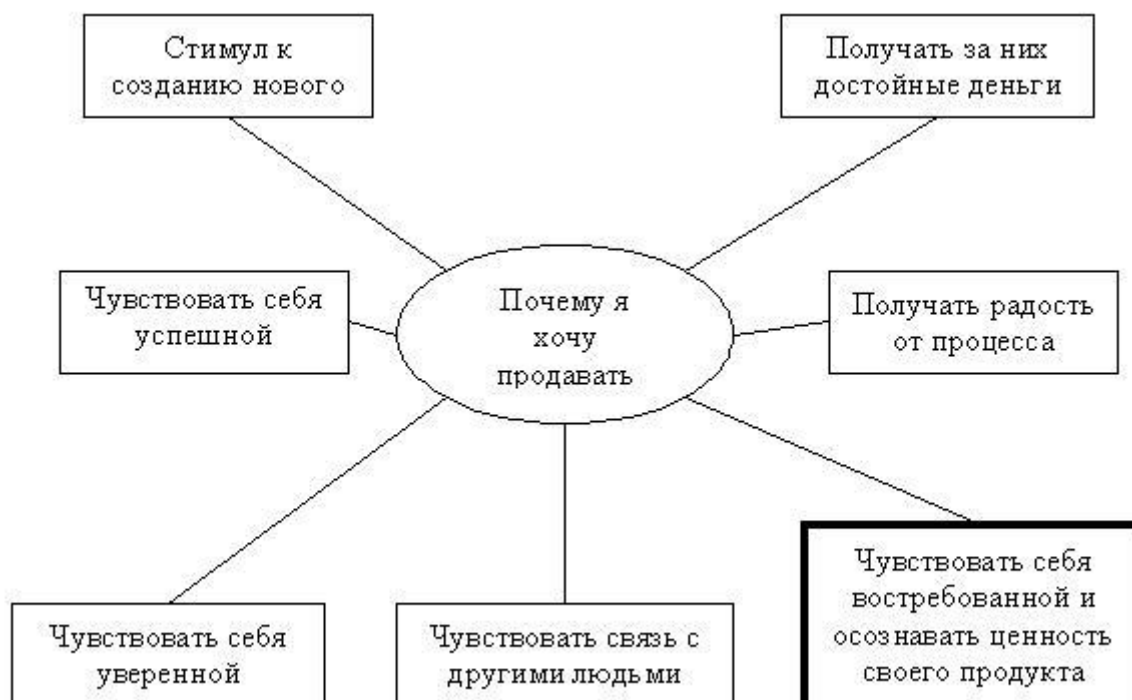 Стимул к
созданию нового
Получать за них
достойные деньги
Чувствовать себя
успешной
Почему я
хочу
продавать
Получать радость
от процесса
Чувствовать себя
уверенной
Чувствовать связь с
другими людьми
Чувствовать себя
востребованной и
осознавать ценность
своего продукта